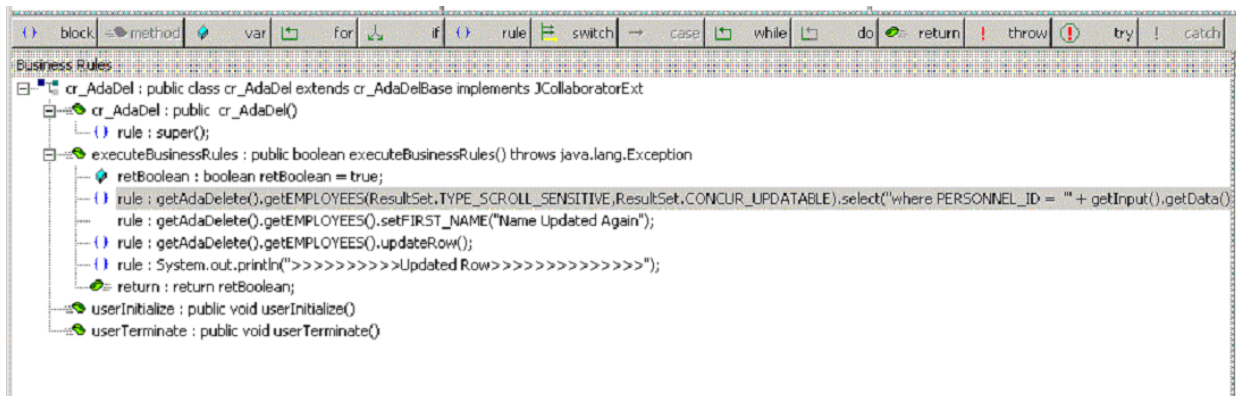 block method var for if rule switch case while do return throw try catch
Business Rules
cr_AdaDel : public class cr_AdaDel extends cr_AdaDelBase implements JCollaboratorExt
cr_AdaDel : public cr_AdaDel()
rule : super();
executeBusinessRules : public boolean executeBusinessRules() throws java.lang.Exception
retBoolean : boolean retBoolean = true;
rule : getAdaDelete().getEMPLOYEES(ResultSet.TYPE_SCROLL_SENSITIVE,ResultSet.CONCUR_UPDATABLE).select("where PERSONNEL_ID = '" + getInput().getData()
rule : getAdaDelete().getEMPLOYEES().setFIRST_NAME("Name Updated Again");
rule : getAdaDelete().getEMPLOYEES().updateRow();
rule : System.out.println(">>>>>>>>>>Updated Row>>>>>>>>>>>>>>");
return : return retBoolean;
userInitialize : public void userInitialize()
userTerminate : public void userTerminate()